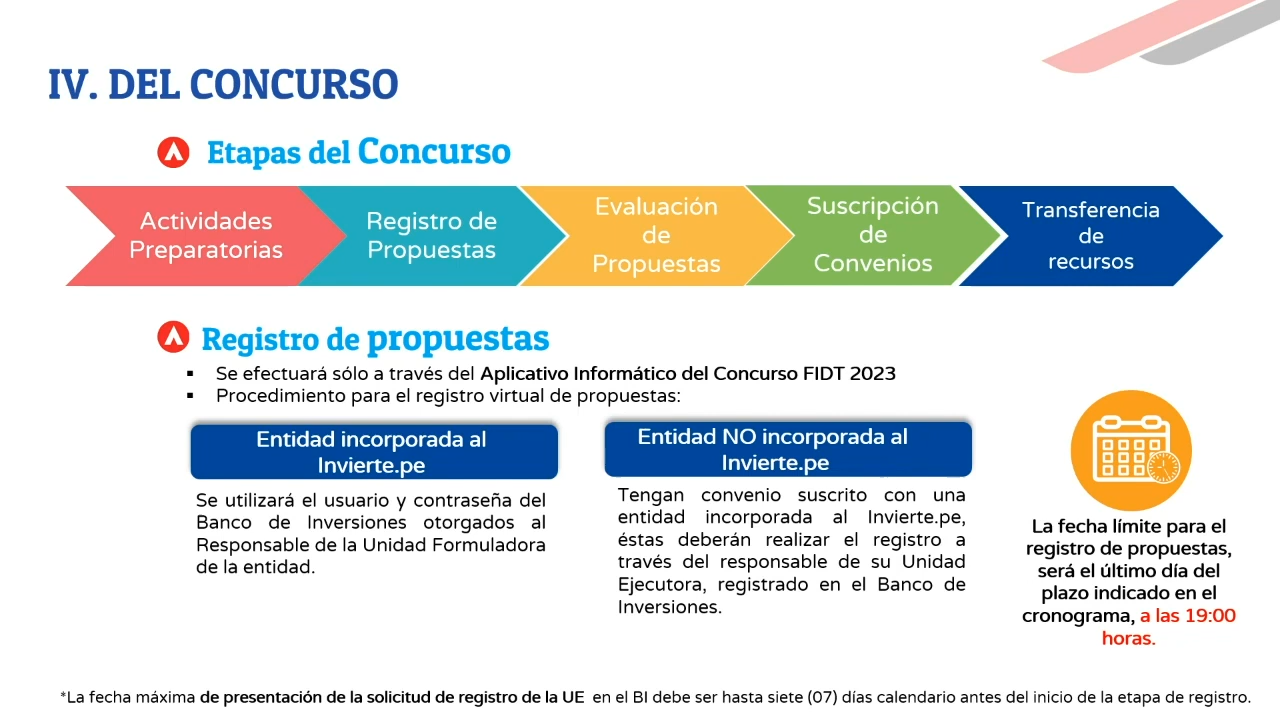 IV. DEL CONCURSO
Etapas del Concurso
Actividades
Preparatorias
Registro de
Propuestas
Evaluación
de
Propuestas
Suscripción
de
Convenios
Transferencia
de
recursos
Registro de propuestas
▪ Se efectuará sólo a través del Aplicativo Informático del Concurso FIDT 2023
▪ Procedimiento para el registro virtual de propuestas:
Entidad incorporada al
Invierte.pe
Se utilizará el usuario y contraseña del
Banco de Inversiones otorgados al
Responsable de la Unidad Formuladora
de la entidad.
Entidad NO incorporada al
Invierte.pe
Tengan convenio suscrito con una
entidad incorporada al Invierte.pe,
éstas deberán realizar el registro a
través del responsable de su Unidad
Ejecutora, registrado en el Banco de
Inversiones.
La fecha límite para el
registro de propuestas,
será el último día del
plazo indicado en el
cronograma, a las 19:00
horas.
*La fecha máxima de presentación de la solicitud de registro de la UE en el BI debe ser hasta siete (07) días calendario antes del inicio de la etapa de registro.